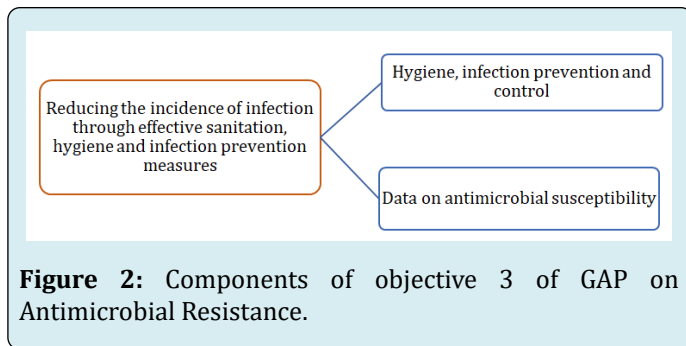 Reducing the incidence of infection
through effective sanitation,
hygiene and infection prevention
measures
Hygiene, infection prevention and
control
Data on antimicrobial susceptibility
Figure 2: Components of objective 3 of GAP on
Antimicrobial Resistance.